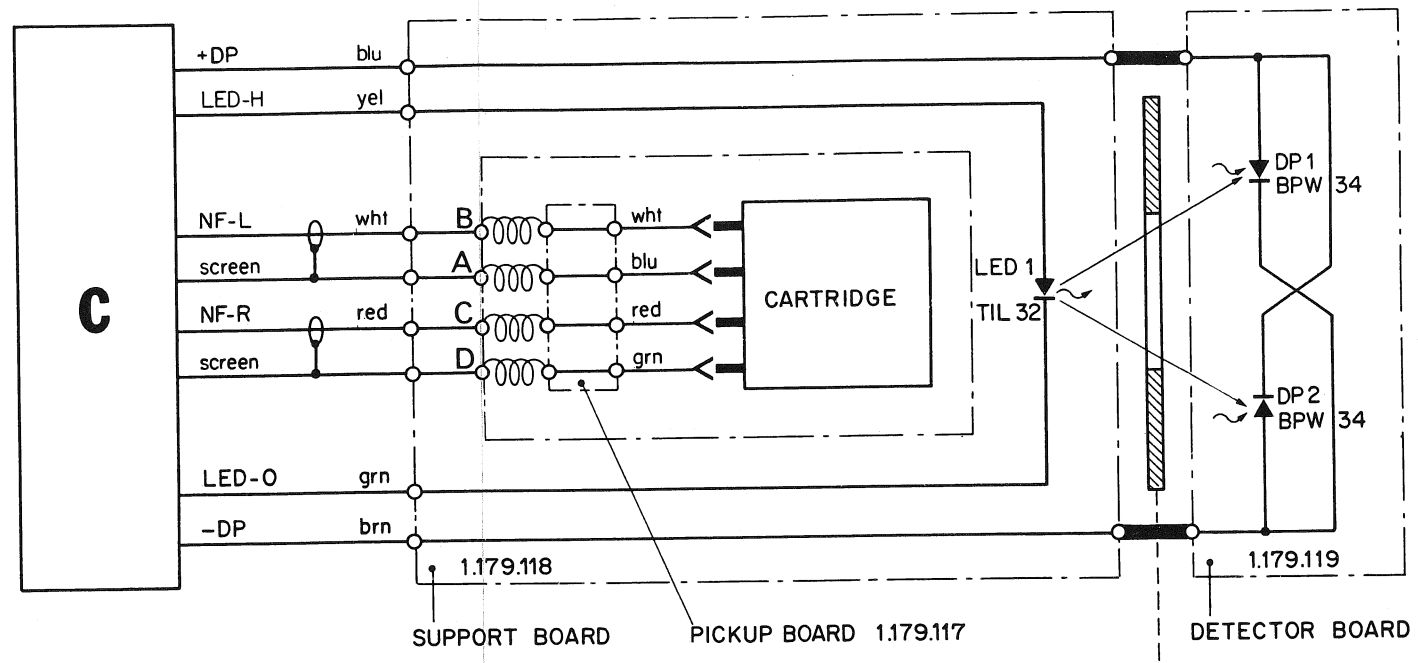 +DP blu
LED-H yel
NF-L wht B wht
screen A blu
NF-R red C red
screen D grn
C
CARTRIDGE
LED 1
TIL 32
DP 1
BPW 34
DP 2
BPW 34
LED-O grn
-DP brn
1.179.118
1.179.119
SUPPORT BOARD
PICKUP BOARD 1.179.117
DETECTOR BOARD